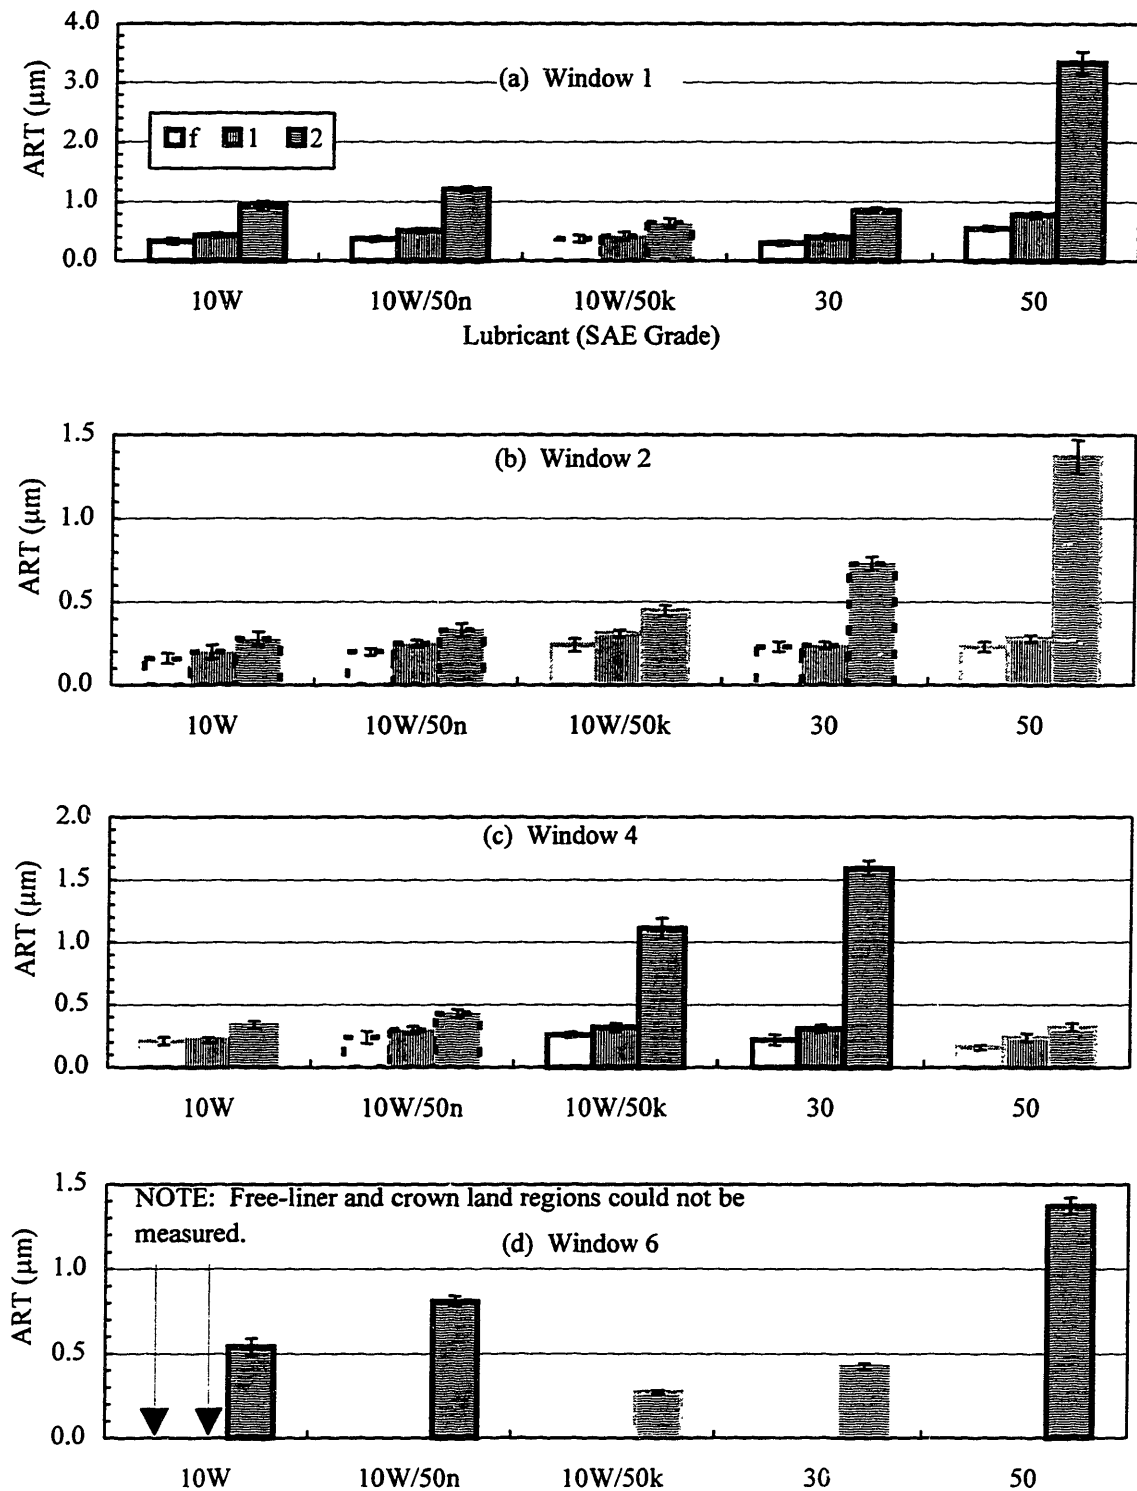 4.0
3.0
2.0
1.0
0.0
ART (μm)
(a) Window 1
f 1 2
10W 10W/50n 10W/50k 30 50
Lubricant (SAE Grade)
1.5
1.0
0.5
0.0
ART (μm)
(b) Window 2
10W 10W/50n 10W/50k 30 50
2.0
1.5
1.0
0.5
0.0
ART (μm)
(c) Window 4
10W 10W/50n 10W/50k 30 50
1.5
1.0
0.5
0.0
ART (μm)
NOTE: Free-liner and crown land regions could not be
measured.
(d) Window 6
10W 10W/50n 10W/50k 30 50